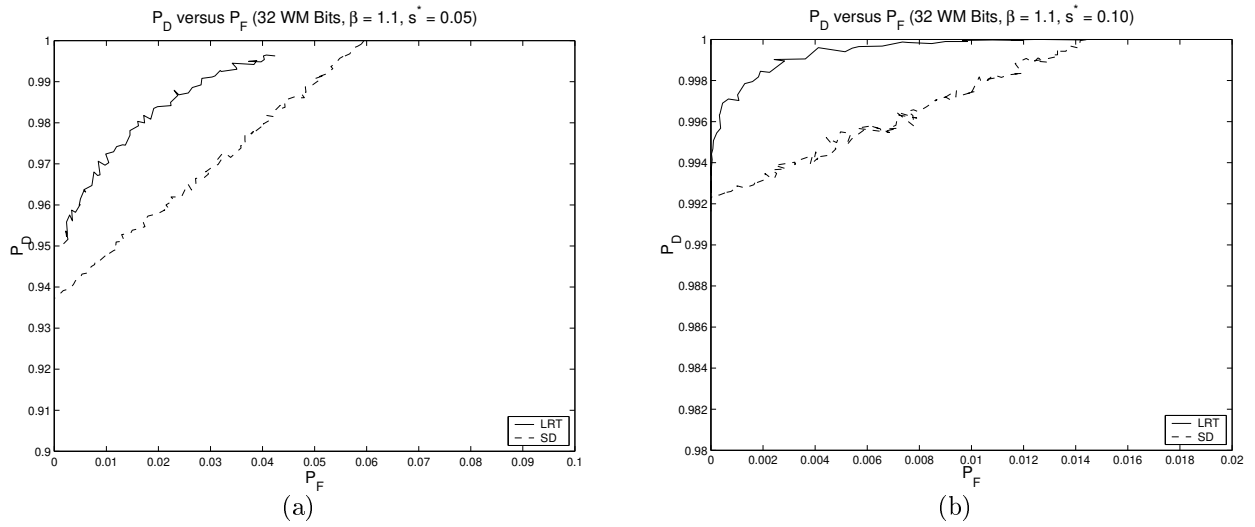 P_D versus P_F (32 WM Bits, β = 1.1, s* = 0.05)
1
0.99
0.98
0.97
0.96
0.95
0.94
0.93
0.92
0.91
0.9
P_D
0 0.01 0.02 0.03 0.04 0.05 0.06 0.07 0.08 0.09 0.1
P_F
LRT
SD
(a)
P_D versus P_F (32 WM Bits, β = 1.1, s* = 0.10)
1
0.998
0.996
0.994
0.992
0.99
0.988
0.986
0.984
0.982
0.98
P_D
0 0.002 0.004 0.006 0.008 0.01 0.012 0.014 0.016 0.018 0.02
P_F
LRT
SD
(b)